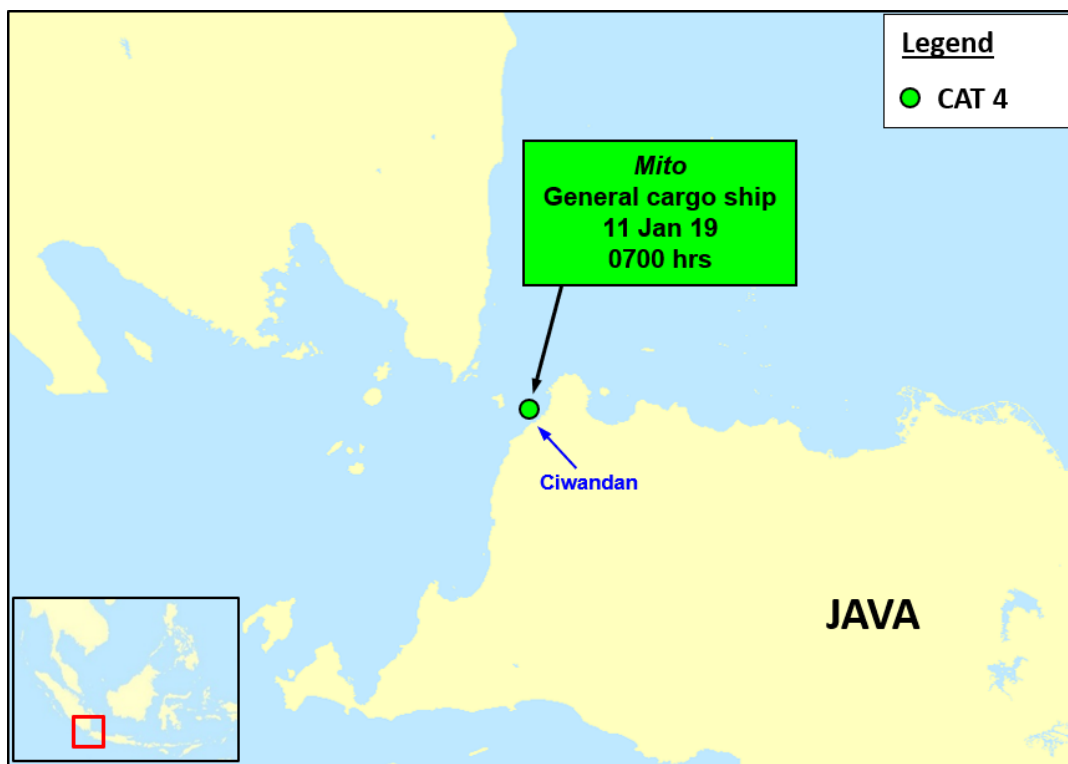 Legend
CAT 4
Mito
General cargo ship
11 Jan 19
0700 hrs
Ciwandan
JAVA